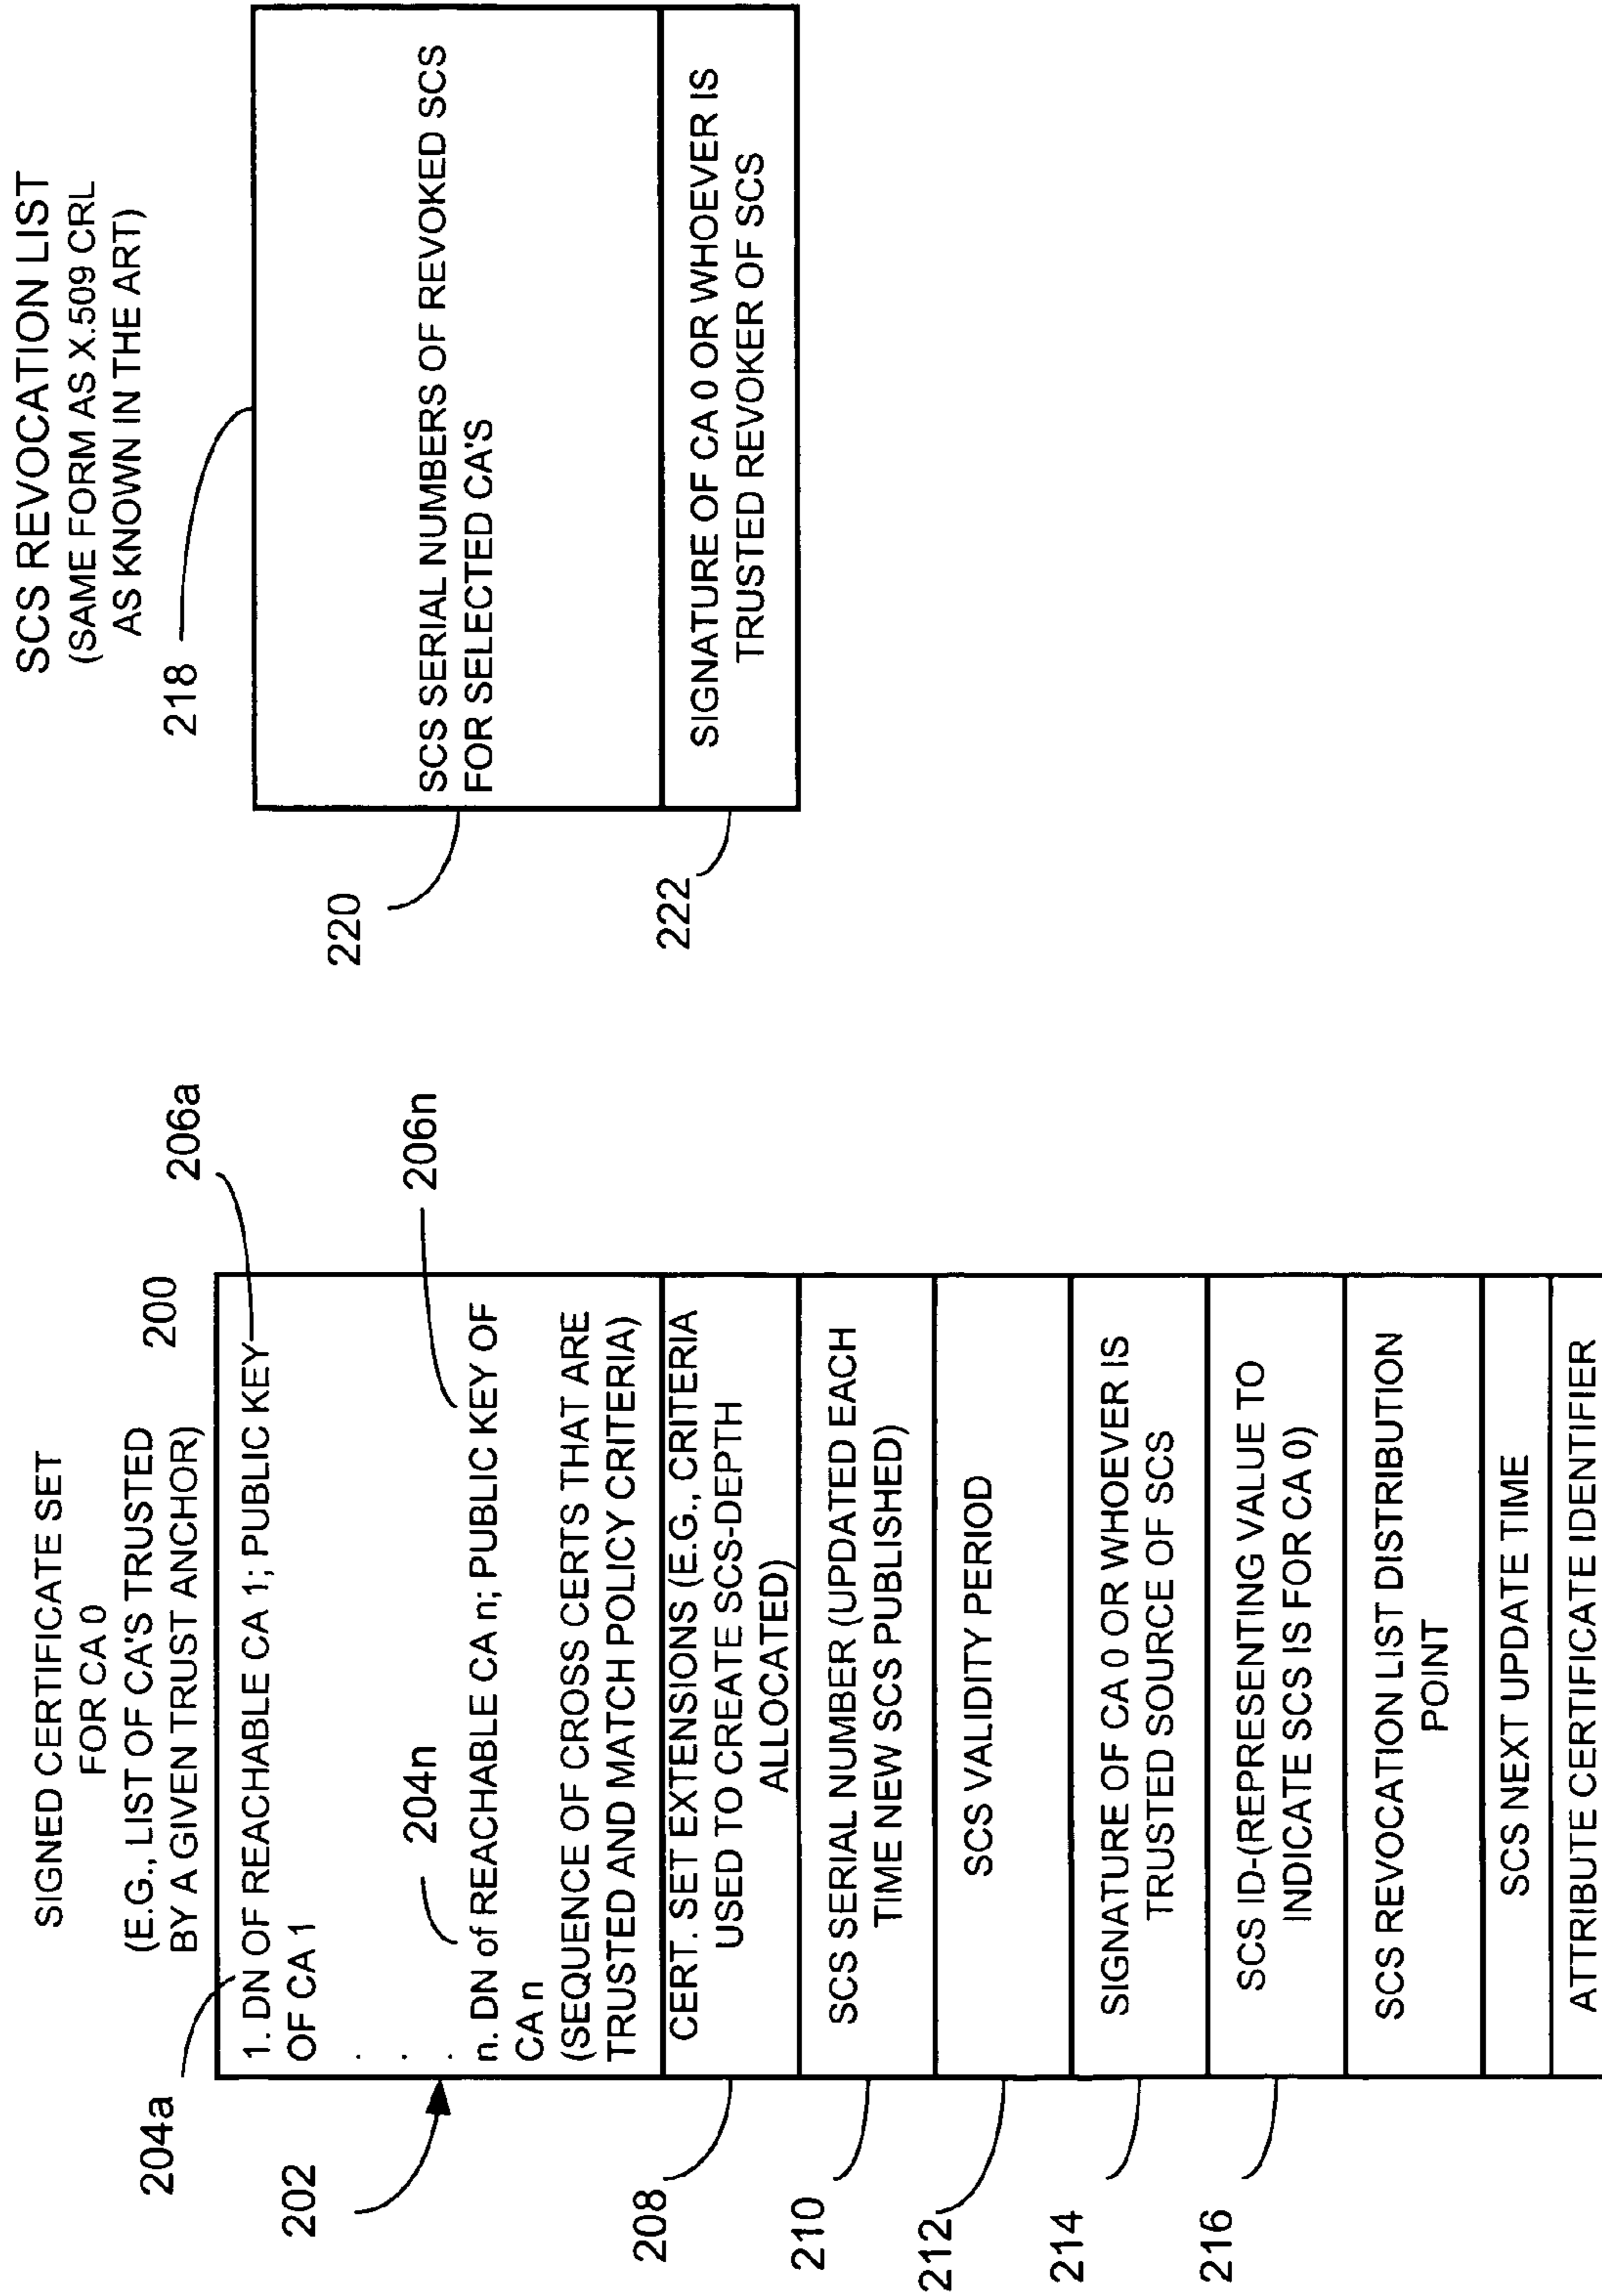 SIGNED CERTIFICATE SET
FOR CA 0
(E.G., LIST OF CA'S TRUSTED
BY A GIVEN TRUST ANCHOR)
200
204a
206a
1. DN OF REACHABLE CA 1; PUBLIC KEY
OF CA 1
. . .
202
204n
206n
n. DN of REACHABLE CA n; PUBLIC KEY OF
CA n
(SEQUENCE OF CROSS CERTS THAT ARE
TRUSTED AND MATCH POLICY CRITERIA)
208
CERT. SET EXTENSIONS (E.G., CRITERIA
USED TO CREATE SCS-DEPTH
ALLOCATED)
210
SCS SERIAL NUMBER (UPDATED EACH
TIME NEW SCS PUBLISHED)
212
SCS VALIDITY PERIOD
214
SIGNATURE OF CA 0 OR WHOEVER IS
TRUSTED SOURCE OF SCS
216
SCS ID-(REPRESENTING VALUE TO
INDICATE SCS IS FOR CA 0)
SCS REVOCATION LIST DISTRIBUTION
POINT
SCS NEXT UPDATE TIME
ATTRIBUTE CERTIFICATE IDENTIFIER
SCS REVOCATION LIST
(SAME FORM AS X.509 CRL
AS KNOWN IN THE ART)
218
220
SCS SERIAL NUMBERS OF REVOKED SCS
FOR SELECTED CA'S
222
SIGNATURE OF CA 0 OR WHOEVER IS
TRUSTED REVOKER OF SCS